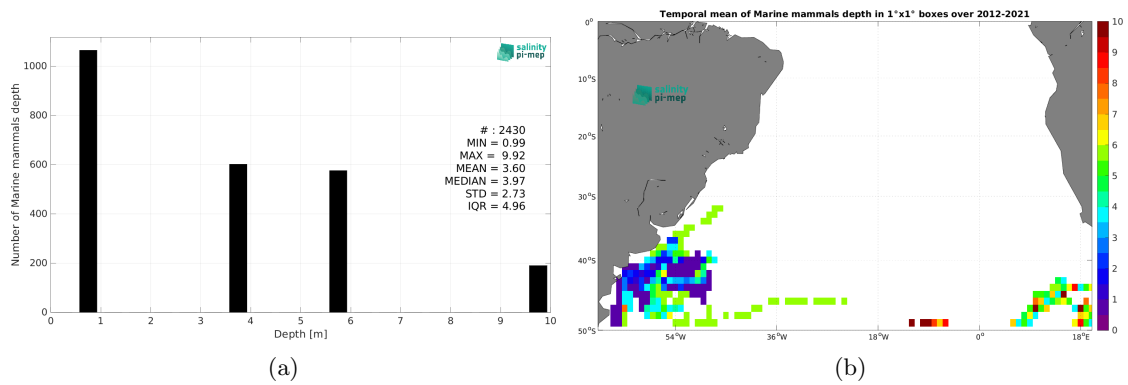 salinity
pi-mep
# : 2430
MIN = 0.99
MAX = 9.92
MEAN = 3.60
MEDIAN = 3.97
STD = 2.73
IQR = 4.96
Number of Marine mammals depth
1000
800
600
400
200
0
0 1 2 3 4 5 6 7 8 9 10
Depth [m]
(a)
Temporal mean of Marine mammals depth in 1°x1° boxes over 2012-2021
salinity
pi-mep
0°
10°S
20°S
30°S
40°S
50°S
54°W 36°W 18°W 0° 18°E
10
9
8
7
6
5
4
3
2
1
0
(b)